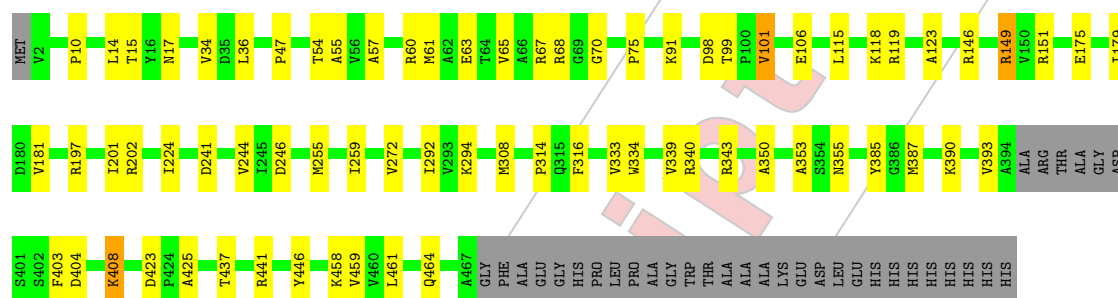 MET V2 P10 L14 T15 Y16 N17 V34 D35 L36 P47 T54 A55 V56 A57 R60 M61 A62 E63 T64 V65 A66 R67 R68 G69 G70 P75 K91 D98 T99 P100 V101 E106 L115 K118 R119 A123 R146 R149 V150 R151 E175 I179
D180 V181 R197 I201 R202 I224 D241 V244 I245 D246 M255 I259 V272 I292 V293 K294 M308 P314 Q315 F316 V333 W334 V339 R340 R343 A350 A353 S354 N355 Y385 G386 M387 K390 V393 A394 ALA ARG THR ALA GLY ASP
S401 S402 F403 D404 K408 D423 P424 A425 T437 R441 Y446 K458 V459 V460 L461 Q464 A467 GLY PHE ALA GLU GLY HIS PRO LEU PRO ALA GLY TRP THR ALA ALA ALA LYS GLU ASP LEU GLU HIS HIS HIS HIS HIS HIS HIS HIS